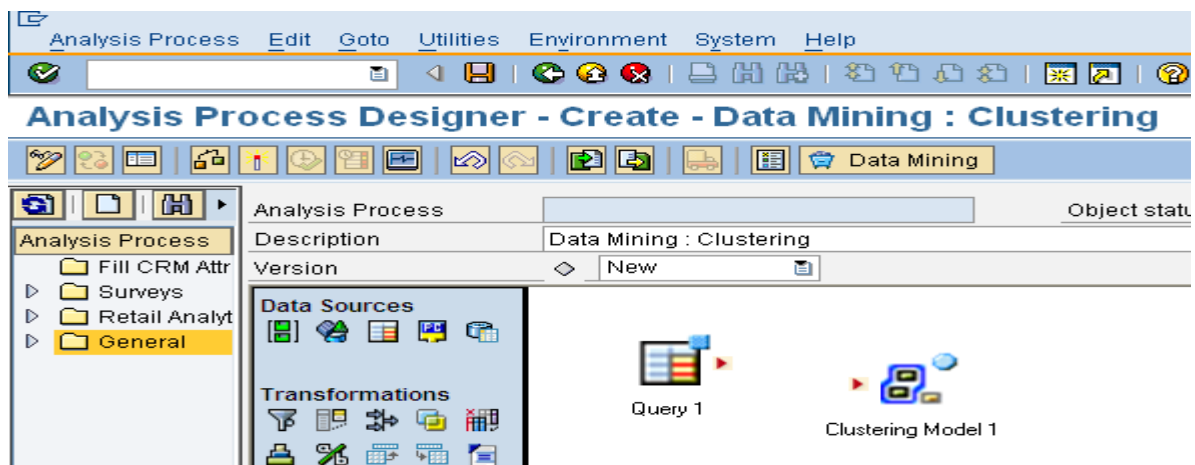 Analysis Process Edit Goto Utilities Environment System Help
Analysis Process Designer - Create - Data Mining : Clustering
Data Mining
Analysis Process
Fill CRM Attr
Surveys
Retail Analyt
General
Analysis Process Object statu
Description Data Mining : Clustering
Version New
Data Sources
Transformations
Query 1
Clustering Model 1